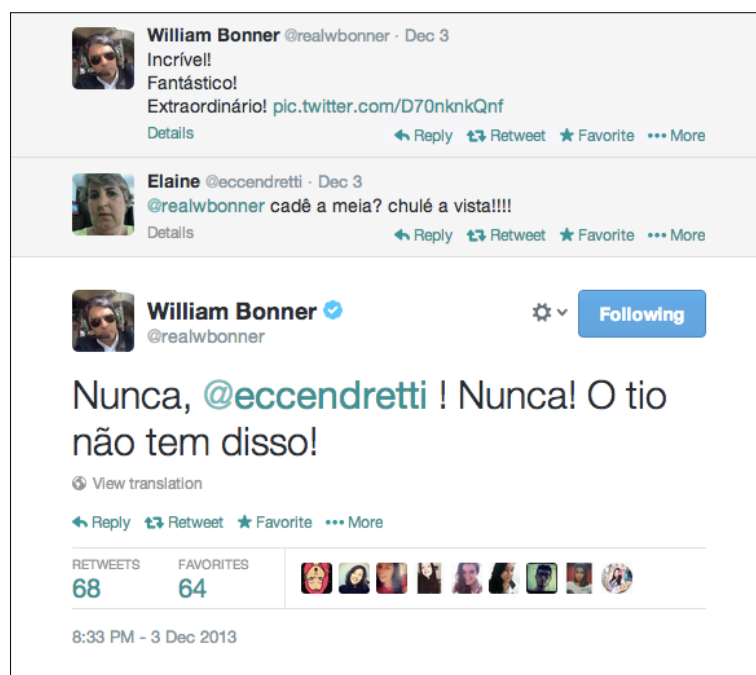 William Bonner @realwbonner · Dec 3
Incrível!
Fantástico!
Extraordinário! pic.twitter.com/D70nknkQnf
Details Reply Retweet Favorite More
Elaine @eccendretti · Dec 3
@realwbonner cadê a meia? chulé a vista!!!!
Details Reply Retweet Favorite More
William Bonner Following
@realwbonner
Nunca, @eccendretti ! Nunca! O tio
não tem disso!
View translation
Reply Retweet Favorite More
RETWEETS FAVORITES
68 64
8:33 PM - 3 Dec 2013